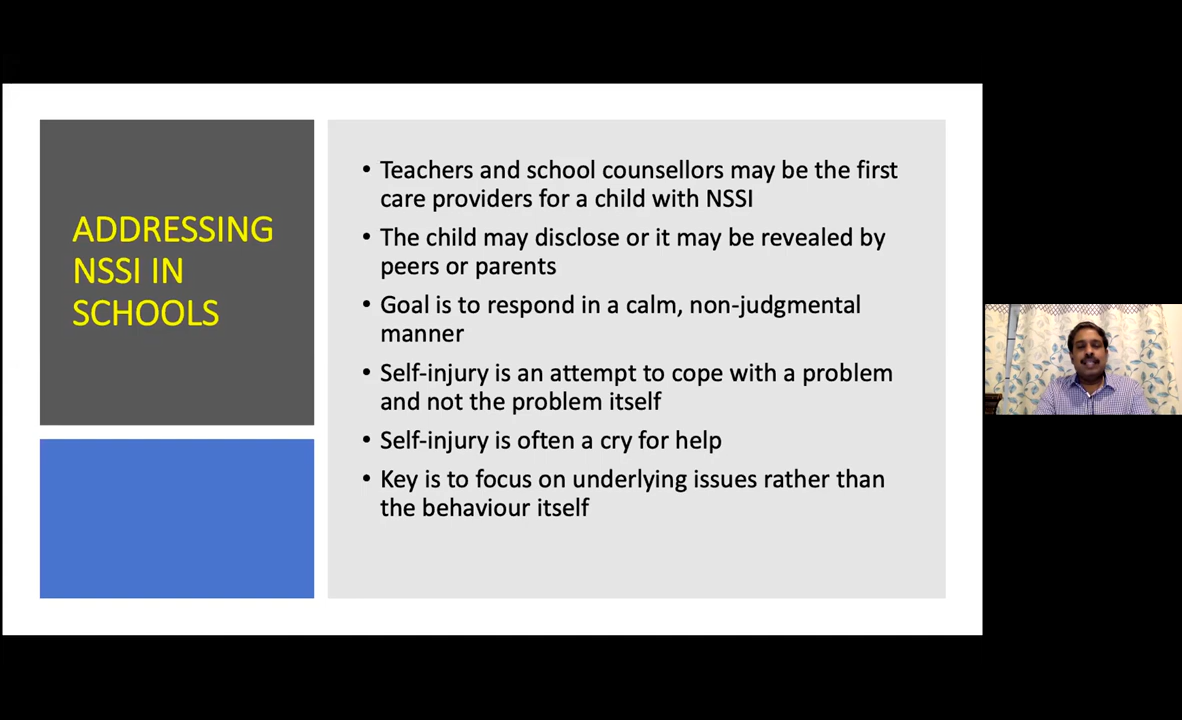 ADDRESSING
NSSI IN
SCHOOLS
• Teachers and school counsellors may be the first
care providers for a child with NSSI
• The child may disclose or it may be revealed by
peers or parents
• Goal is to respond in a calm, non-judgmental
manner
• Self-injury is an attempt to cope with a problem
and not the problem itself
• Self-injury is often a cry for help
• Key is to focus on underlying issues rather than
the behaviour itself